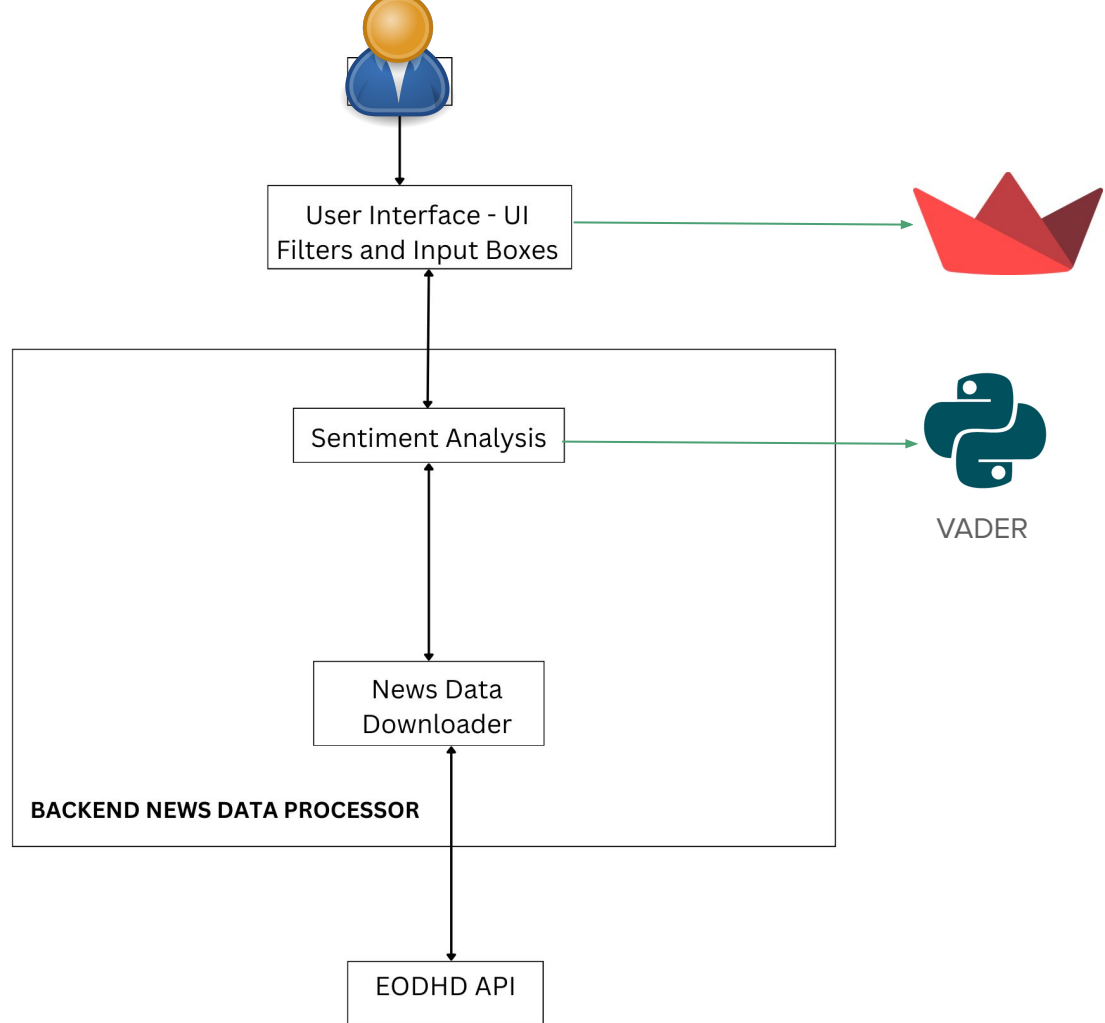 User Interface - UI
Filters and Input Boxes
Sentiment Analysis
VADER
News Data
Downloader
BACKEND NEWS DATA PROCESSOR
EODHD API